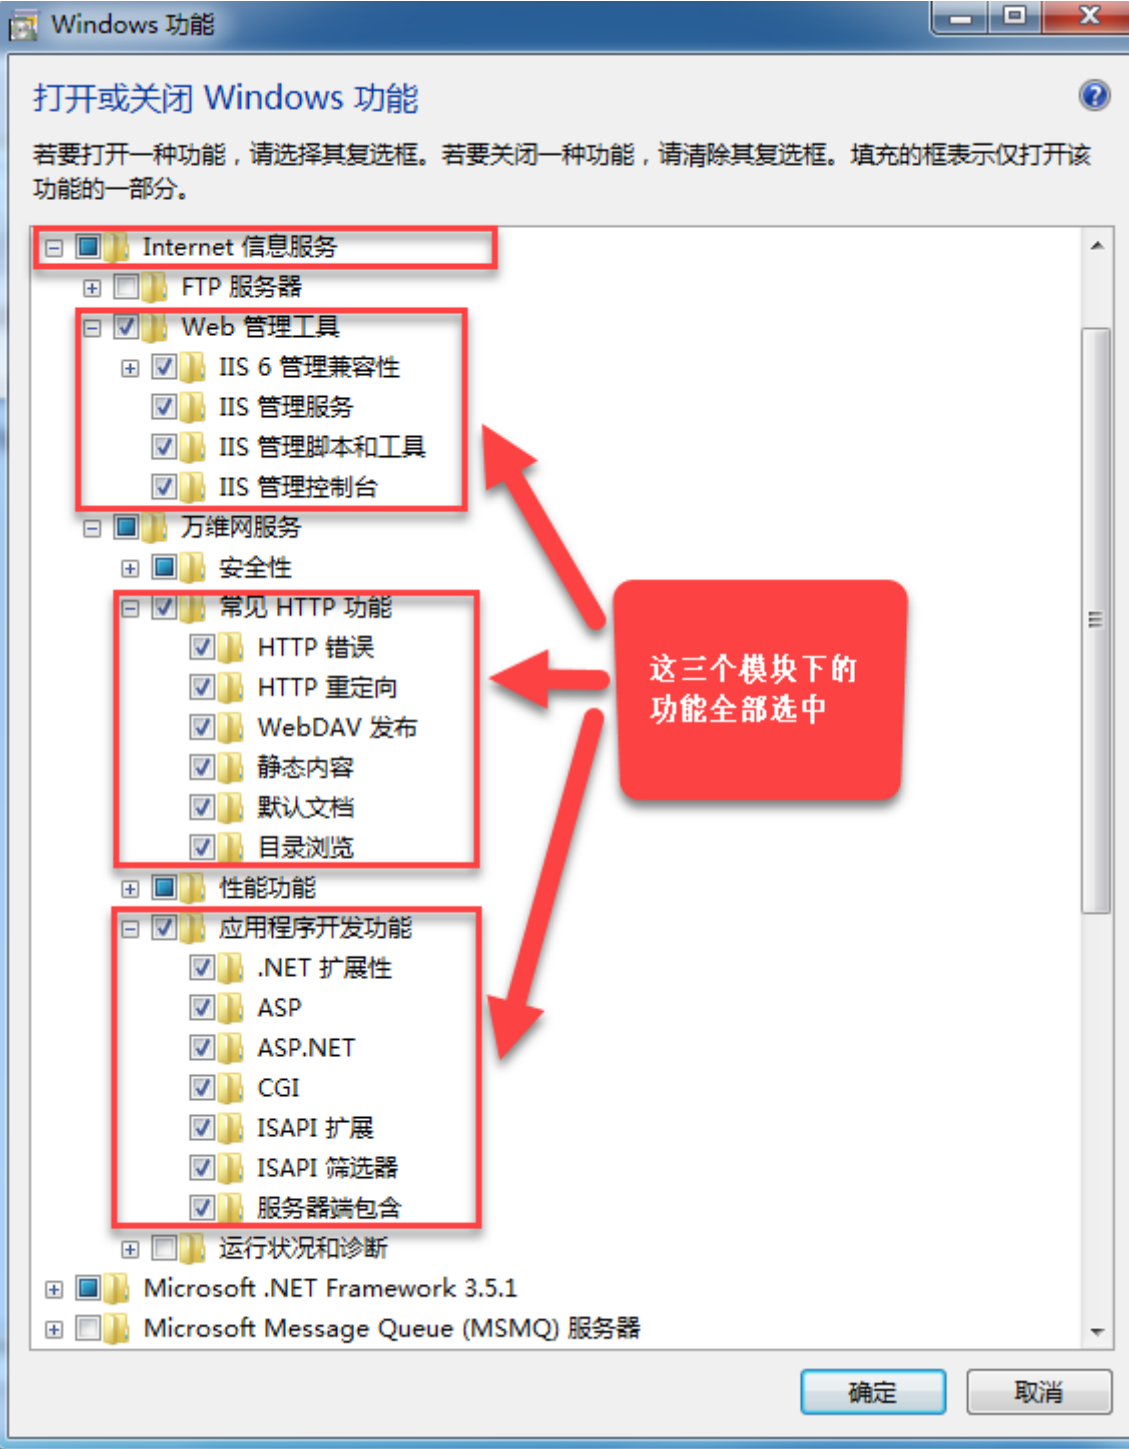 Windows 功能
打开或关闭 Windows 功能
若要打开一种功能，请选择其复选框。若要关闭一种功能，请清除其复选框。填充的框表示仅打开该
功能的一部分。
Internet 信息服务
FTP 服务器
Web 管理工具
IIS 6 管理兼容性
IIS 管理服务
IIS 管理脚本和工具
IIS 管理控制台
万维网服务
安全性
常见 HTTP 功能
HTTP 错误
HTTP 重定向
WebDAV 发布
静态内容
默认文档
目录浏览
性能功能
应用程序开发功能
.NET 扩展性
ASP
ASP.NET
CGI
ISAPI 扩展
ISAPI 筛选器
服务器端包含
运行状况和诊断
Microsoft .NET Framework 3.5.1
Microsoft Message Queue (MSMQ) 服务器
这三个模块下的
功能全部选中
确定
取消